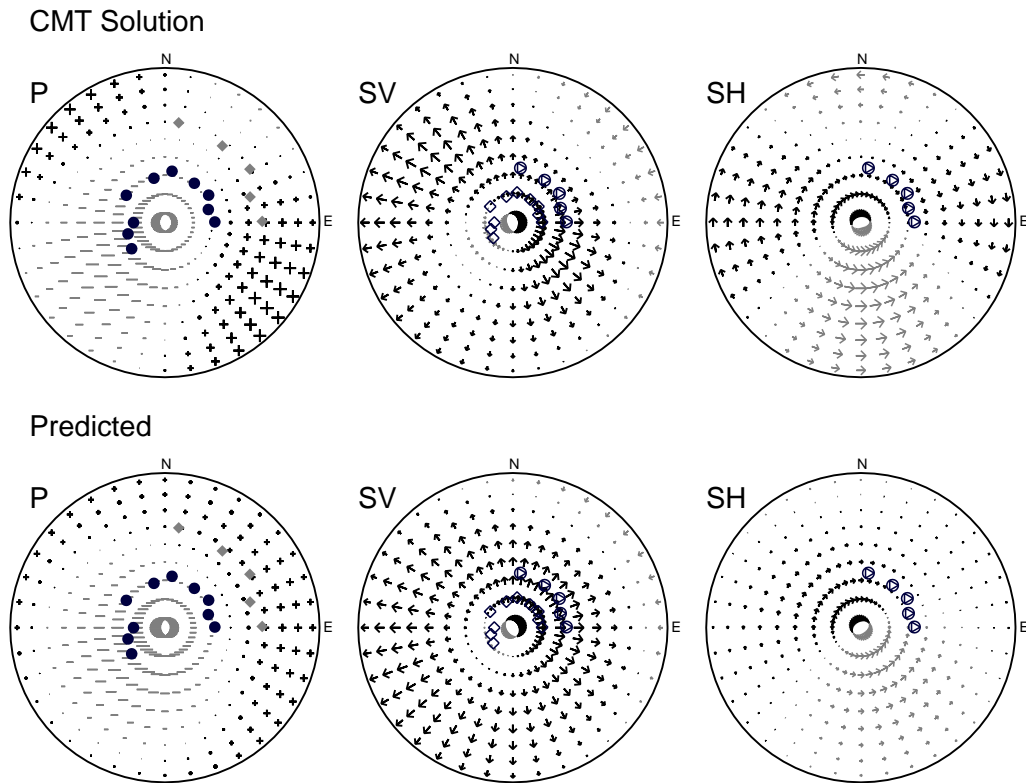 CMT Solution
N N N
P SV SH
E E E
Predicted
N N N
P SV SH
E E E